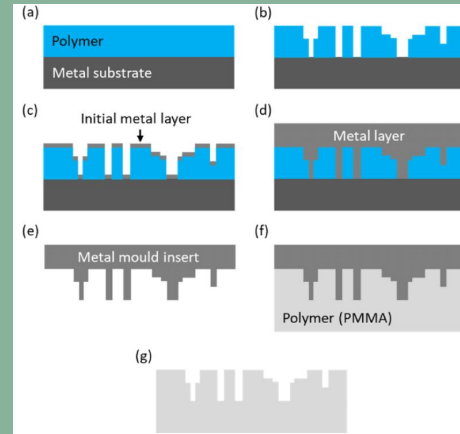 (a)
Polymer
Metal substrate
(b)
(c)
Initial metal layer
(d)
Metal layer
(e)
Metal mould insert
(f)
Polymer (PMMA)
(g)